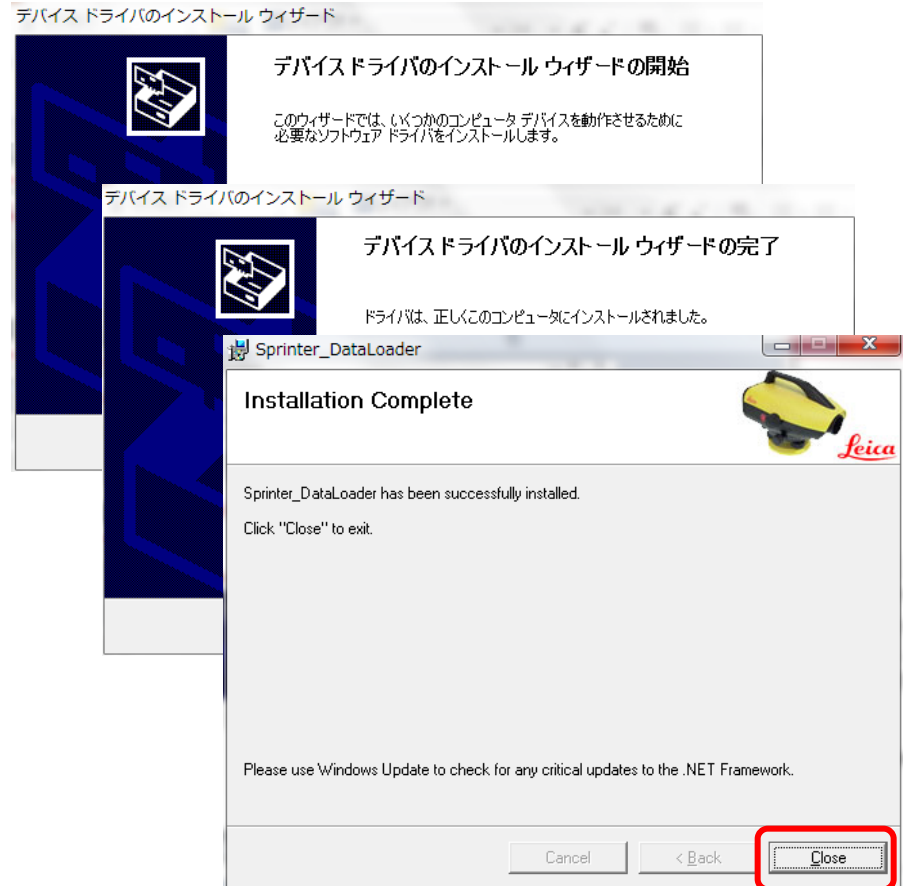 デバイス ドライバのインストール ウィザード
デバイス ドライバのインストール ウィザードの開始
このウィザードでは、いくつかのコンピュータ デバイスを動作させるために
必要なソフトウェア ドライバをインストールします。
デバイス ドライバのインストール ウィザード
デバイス ドライバのインストール ウィザードの完了
ドライバは、正しくこのコンピュータにインストールされました。
Sprinter_DataLoader
Installation Complete
Leica
Sprinter_DataLoader has been successfully installed.
Click "Close" to exit.
Please use Windows Update to check for any critical updates to the .NET Framework.
Cancel
< Back
Close